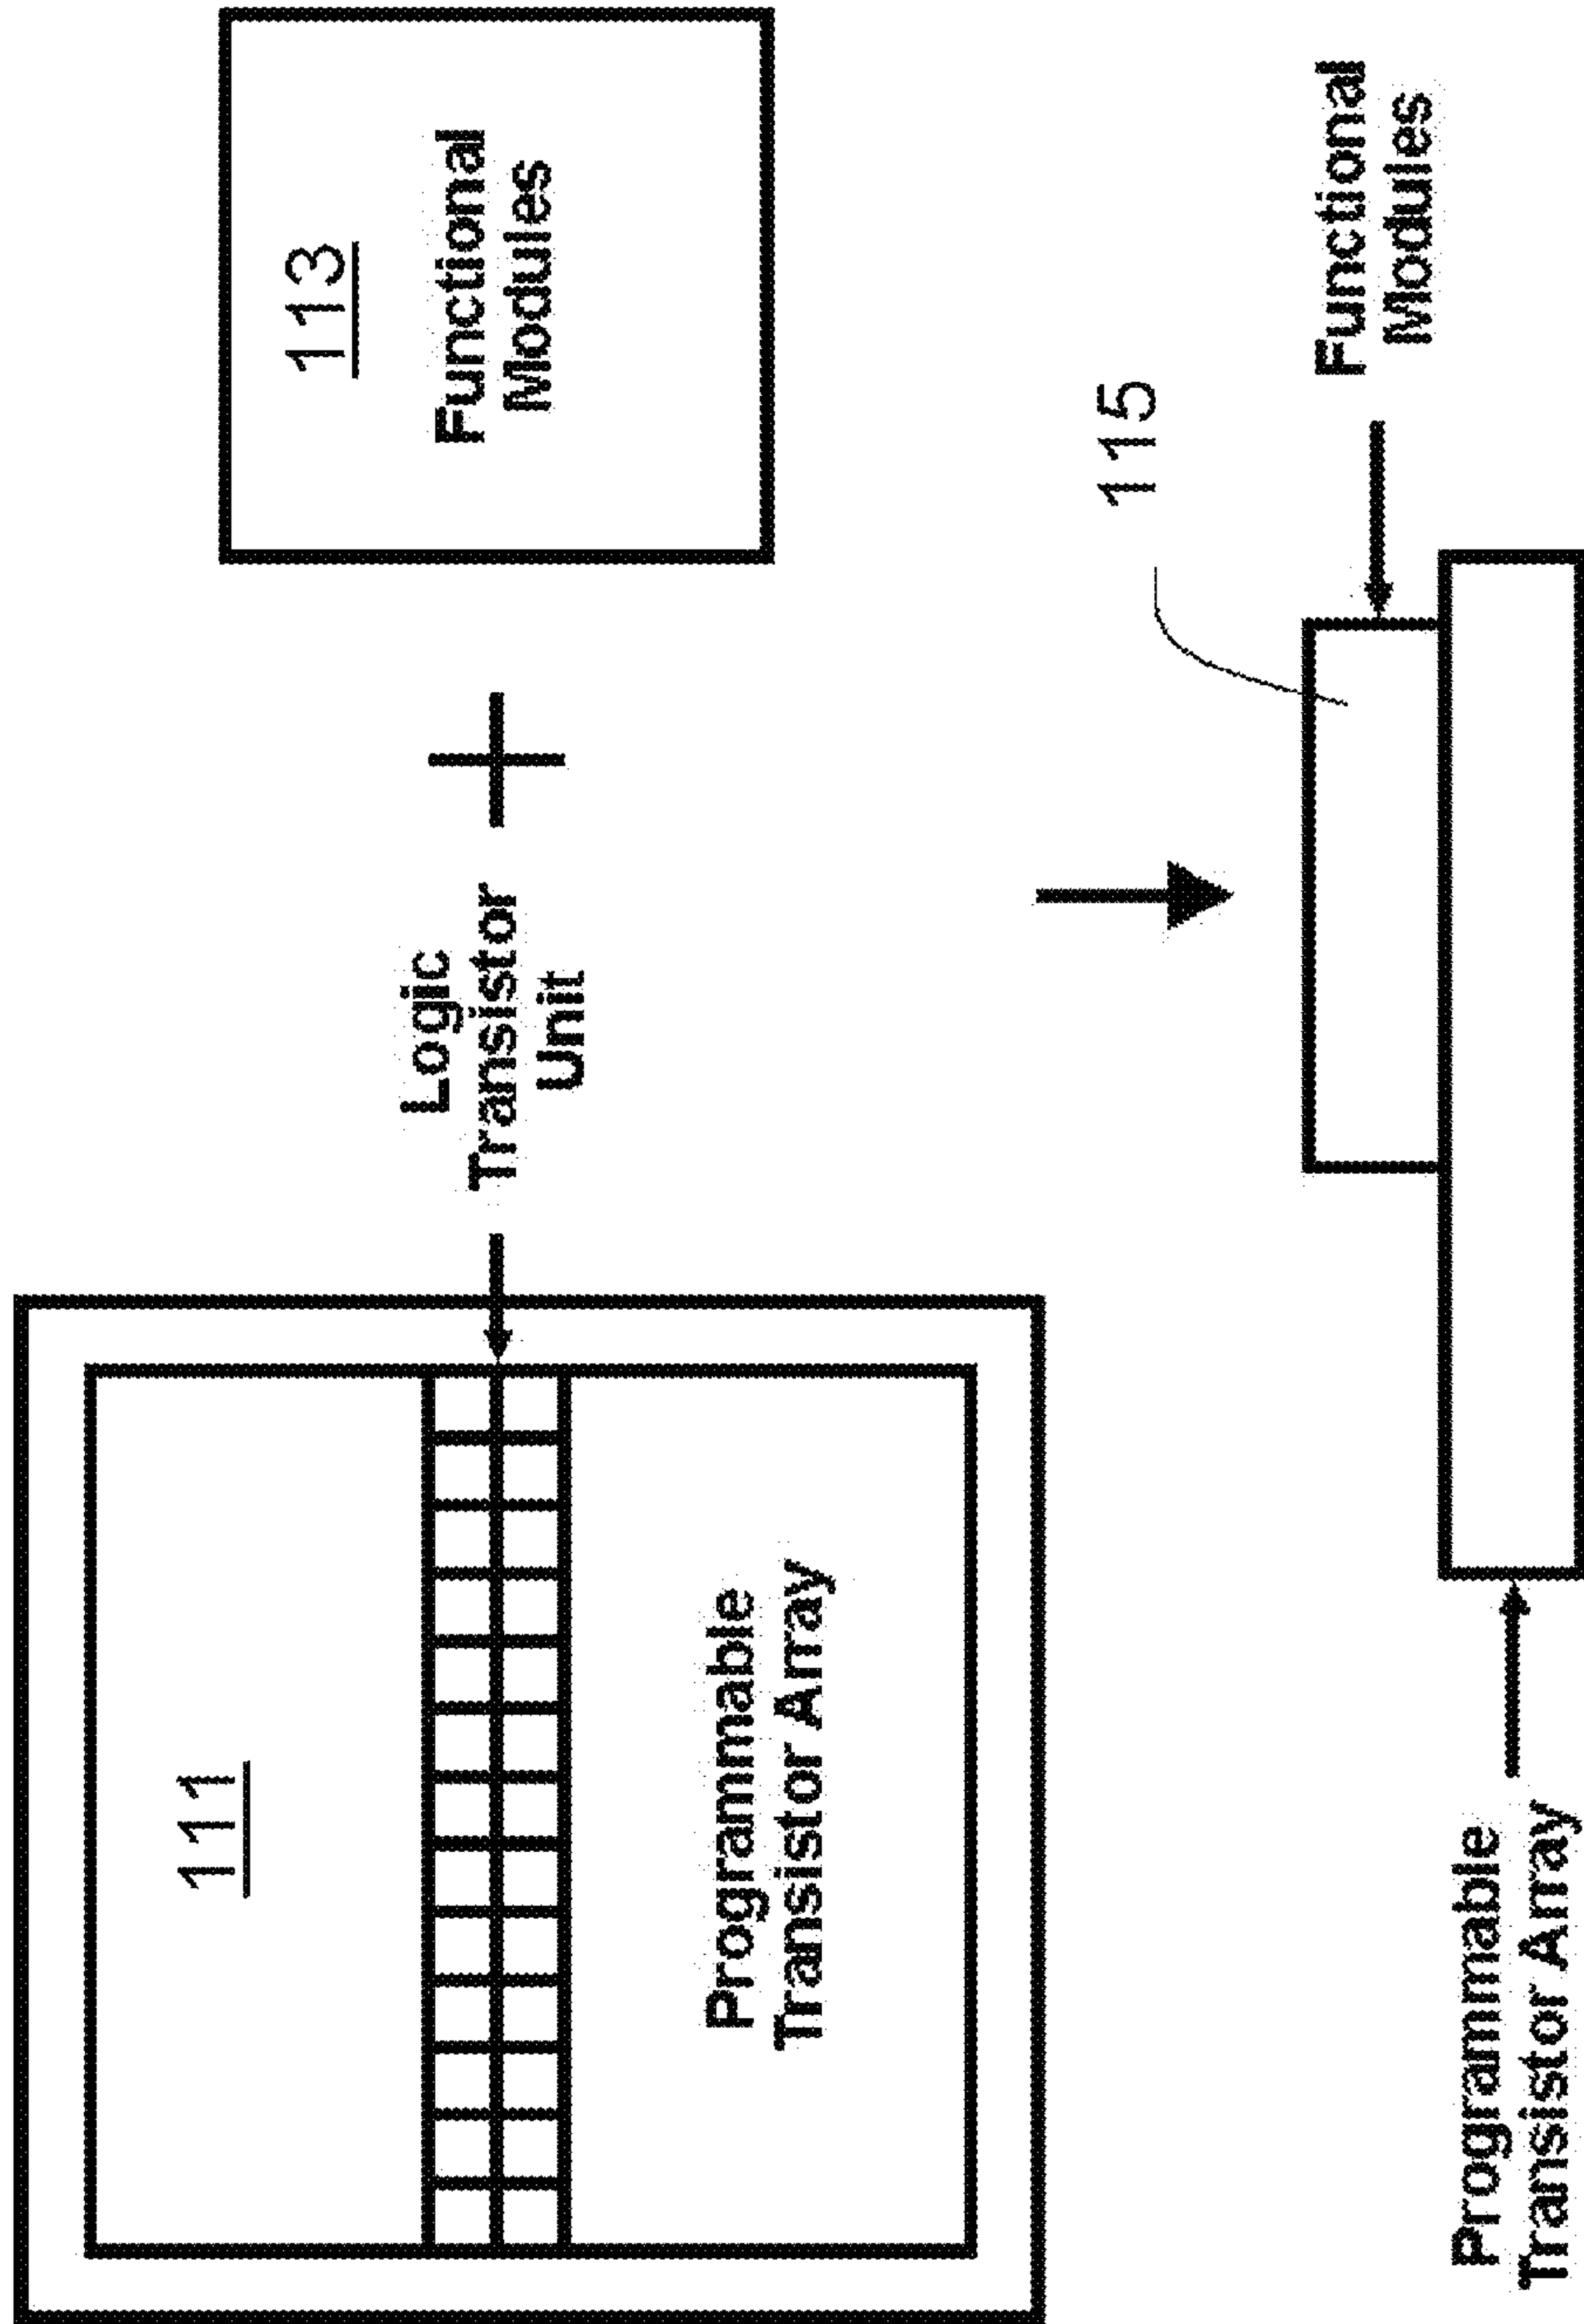 111
Programmable
Transistor Array
Logic
Transistor
Unit
113
Functional
Modules
115
Functional
Modules
Programmable
Transistor Array